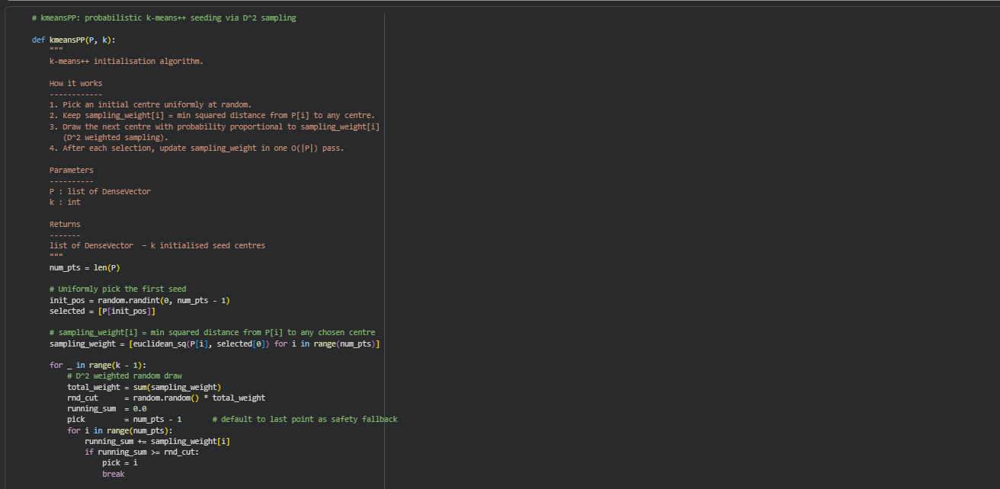 # kmeansPP: probabilistic k-means++ seeding via D^2 sampling
def kmeansPP(P, k):
"""
k-means++ initialisation algorithm.
How it works
------------
1. Pick an initial centre uniformly at random.
2. Keep sampling_weight[i] = min squared distance from P[i] to any centre.
3. Draw the next centre with probability proportional to sampling_weight[i]
(D^2 weighted sampling).
4. After each selection, update sampling_weight in one O(|P|) pass.
Parameters
----------
P : list of DenseVector
k : int
Returns
-------
list of DenseVector  – k initialised seed centres
"""
num_pts = len(P)
# Uniformly pick the first seed
init_pos = random.randint(0, num_pts - 1)
selected = [P[init_pos]]
# sampling_weight[i] = min squared distance from P[i] to any chosen centre
sampling_weight = [euclidean_sq(P[i], selected[0]) for i in range(num_pts)]
for _ in range(k - 1):
# D^2 weighted random draw
total_weight = sum(sampling_weight)
rnd_cut      = random.random() * total_weight
running_sum  = 0.0
pick         = num_pts - 1       # default to last point as safety fallback
for i in range(num_pts):
running_sum += sampling_weight[i]
if running_sum >= rnd_cut:
pick = i
break